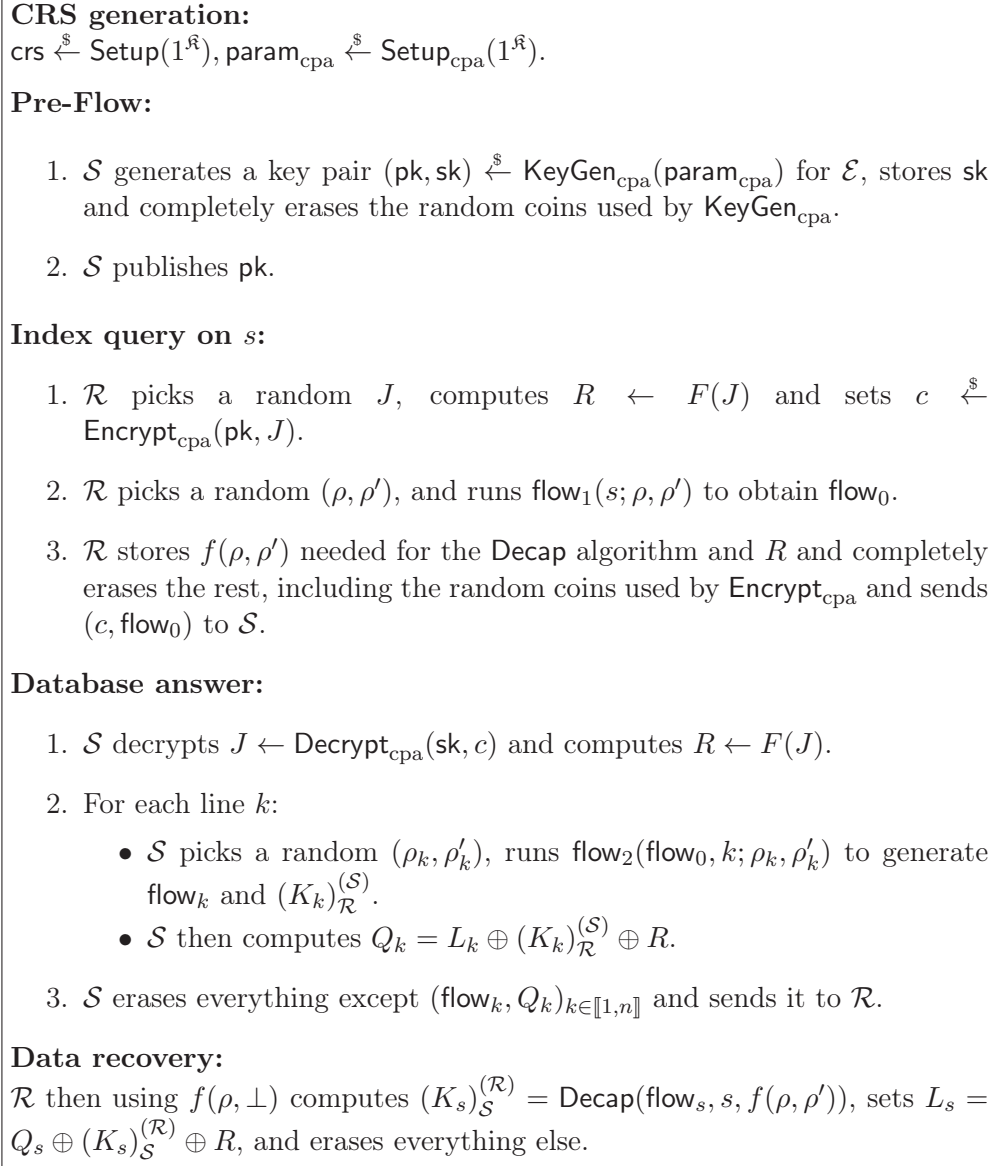 CRS generation:
crs $← Setup(1^𝔎), param_cpa $← Setup_cpa(1^𝔎).
Pre-Flow:
1. 𝒮 generates a key pair (pk, sk) $← KeyGen_cpa(param_cpa) for ℰ, stores sk
and completely erases the random coins used by KeyGen_cpa.
2. 𝒮 publishes pk.
Index query on s:
1. ℛ picks a random J, computes R ← F(J) and sets c $←
Encrypt_cpa(pk, J).
2. ℛ picks a random (ρ, ρ′), and runs flow_1(s; ρ, ρ′) to obtain flow_0.
3. ℛ stores f(ρ, ρ′) needed for the Decap algorithm and R and completely
erases the rest, including the random coins used by Encrypt_cpa and sends
(c, flow_0) to 𝒮.
Database answer:
1. 𝒮 decrypts J ← Decrypt_cpa(sk, c) and computes R ← F(J).
2. For each line k:
• 𝒮 picks a random (ρ_k, ρ′_k), runs flow_2(flow_0, k; ρ_k, ρ′_k) to generate
flow_k and (K_k)_ℛ^(𝒮).
• 𝒮 then computes Q_k = L_k ⊕ (K_k)_ℛ^(𝒮) ⊕ R.
3. 𝒮 erases everything except (flow_k, Q_k)_{k∈⟦1,n⟧} and sends it to ℛ.
Data recovery:
ℛ then using f(ρ, ⊥) computes (K_s)_𝒮^(ℛ) = Decap(flow_s, s, f(ρ, ρ′)), sets L_s =
Q_s ⊕ (K_s)_𝒮^(ℛ) ⊕ R, and erases everything else.